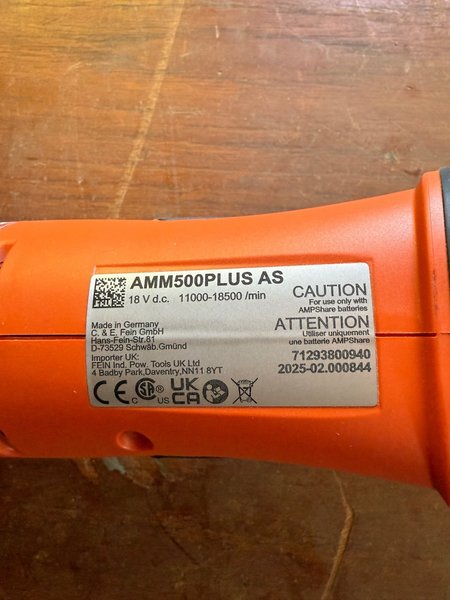 AMM500PLUS AS
18 V d.c. 11000-18500 /min
CAUTION
For use only with
AMPShare batteries
ATTENTION
Utiliser uniquement
une batterie AMPShare
71293800940
2025-02.000844
Made in Germany
C. & E. Fein GmbH
Hans-Fein-Str.81
D-73529 Schwäb.Gmünd
Importer UK:
FEIN Ind. Power Tools UK Ltd
4 Badby Park,Daventry,NN11 8YT
CE C SA US UK CA